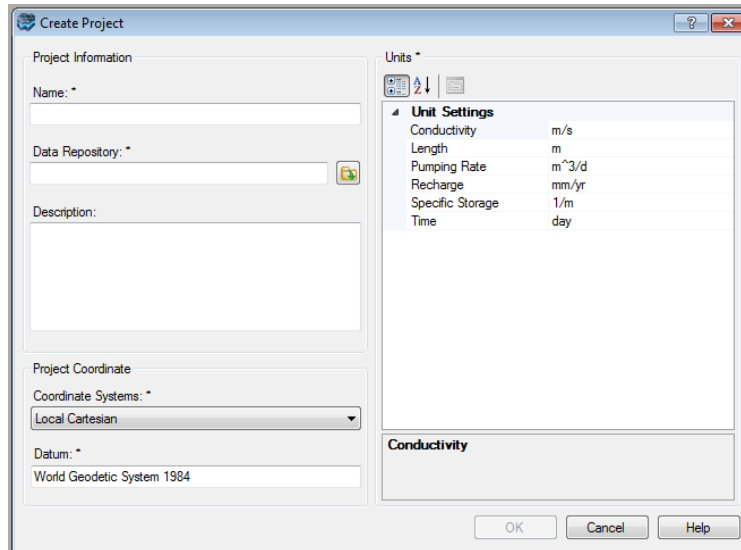 Create Project
Project Information
Name: *
Data Repository: *
Description:
Project Coordinate
Coordinate Systems: *
Local Cartesian
Datum: *
World Geodetic System 1984
Units *
Unit Settings
Conductivity m/s
Length m
Pumping Rate m^3/d
Recharge mm/yr
Specific Storage 1/m
Time day
Conductivity
OK Cancel Help